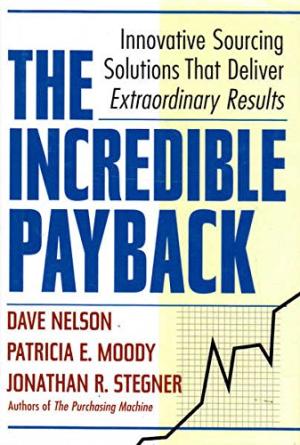 Innovative Sourcing
Solutions That Deliver
Extraordinary Results
THE
INCREDIBLE
PAYBACK
DAVE NELSON
PATRICIA E. MOODY
JONATHAN R. STEGNER
Authors of The Purchasing Machine